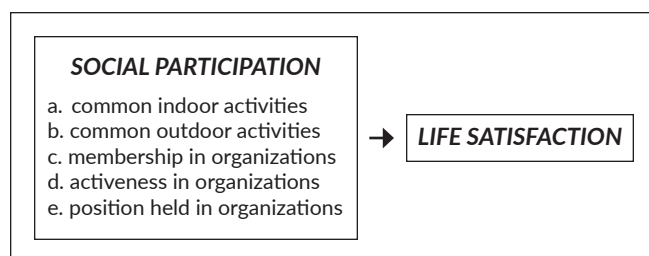 SOCIAL PARTICIPATION
a. common indoor activities
b. common outdoor activities
c. membership in organizations
d. activeness in organizations
e. position held in organizations
LIFE SATISFACTION